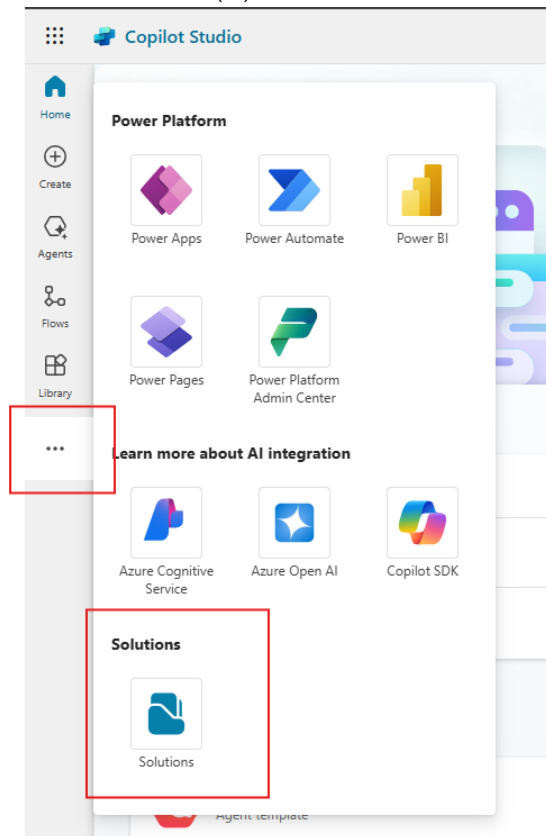 Copilot Studio
Home
Create
Agents
Flows
Library
Power Platform
Power Apps
Power Automate
Power BI
Power Pages
Power Platform
Admin Center
Learn more about AI integration
Azure Cognitive
Service
Azure Open AI
Copilot SDK
Solutions
Solutions
Agent template